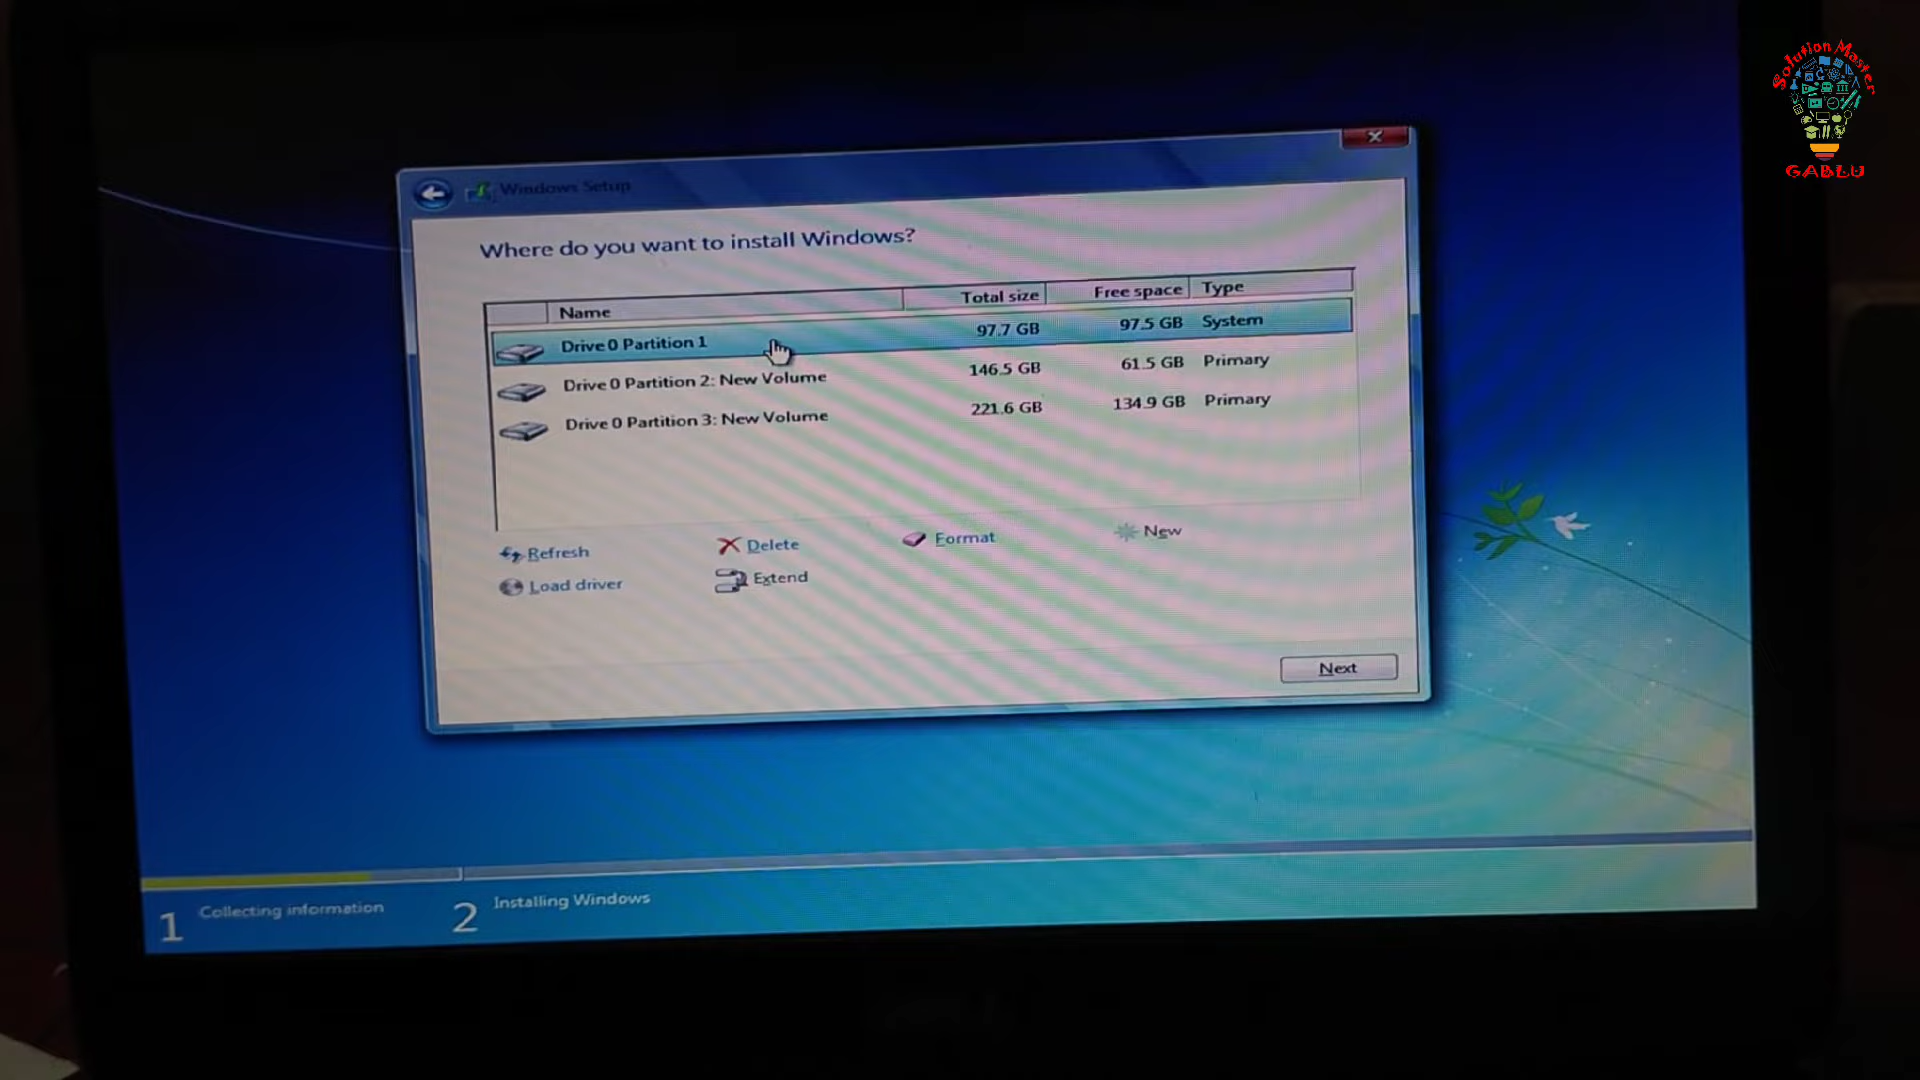 Solution Master
GABLU
Windows Setup
Where do you want to install Windows?
Name Total size Free space Type
Drive 0 Partition 1 97.7 GB 97.5 GB System
Drive 0 Partition 2: New Volume 146.5 GB 61.5 GB Primary
Drive 0 Partition 3: New Volume 221.6 GB 134.9 GB Primary
Refresh Delete Format New
Load driver Extend
Next
1 Collecting information 2 Installing Windows